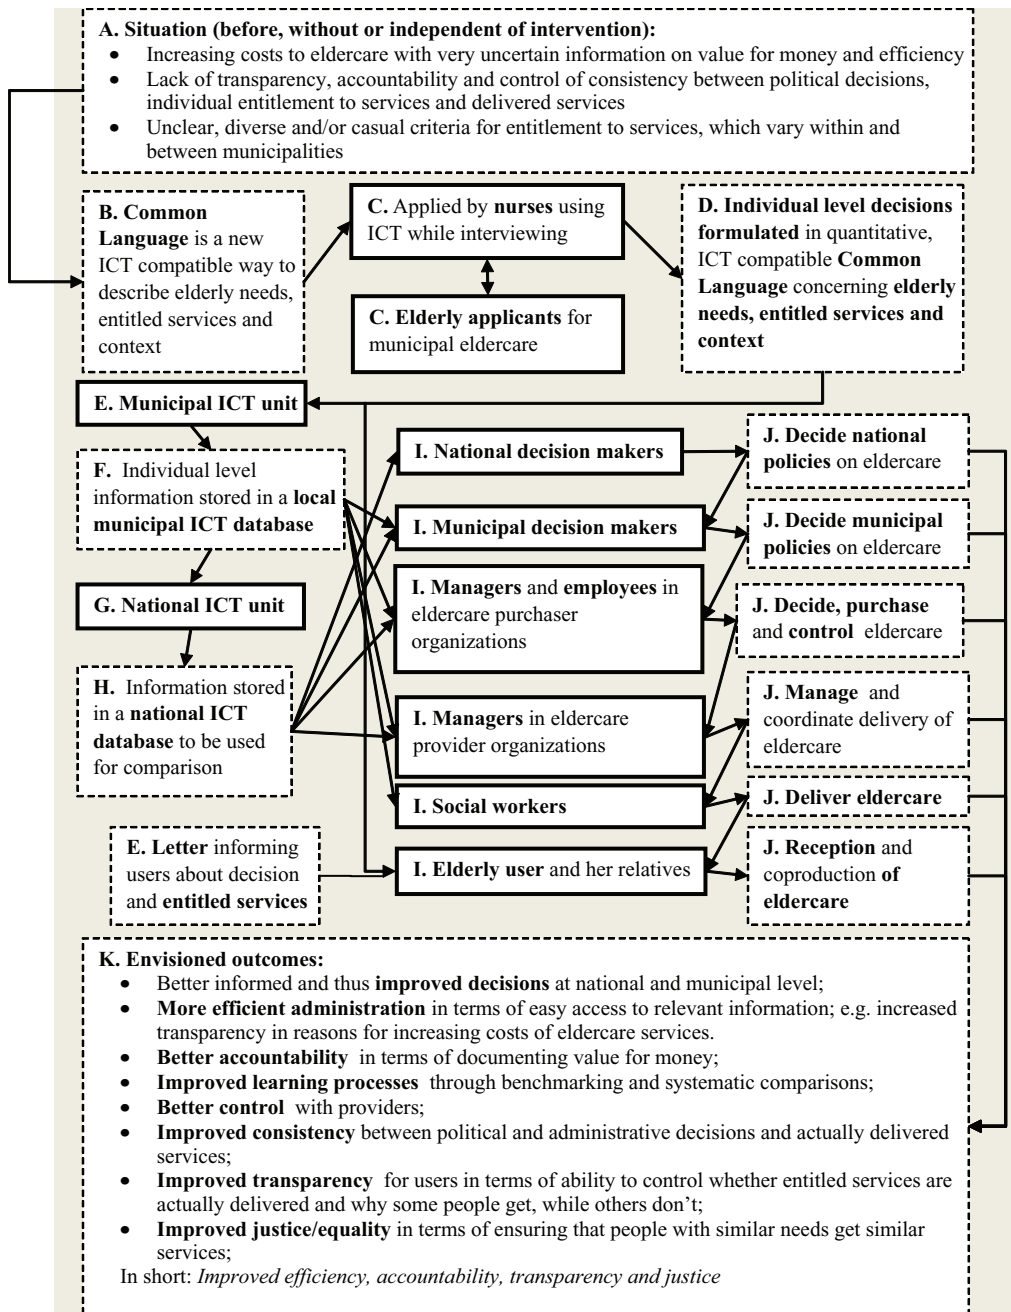 A. Situation (before, without or independent of intervention):
• Increasing costs to eldercare with very uncertain information on value for money and efficiency
• Lack of transparency, accountability and control of consistency between political decisions,
individual entitlement to services and delivered services
• Unclear, diverse and/or casual criteria for entitlement to services, which vary within and
between municipalities
B. Common
Language is a new
ICT compatible way to
describe elderly needs,
entitled services and
context
C. Applied by nurses using
ICT while interviewing
C. Elderly applicants for
municipal eldercare
D. Individual level decisions
formulated in quantitative,
ICT compatible Common
Language concerning elderly
needs, entitled services and
context
E. Municipal ICT unit
F. Individual level
information stored in a local
municipal ICT database
G. National ICT unit
H. Information stored
in a national ICT
database to be used
for comparison
E. Letter informing
users about decision
and entitled services
I. National decision makers
I. Municipal decision makers
I. Managers and employees in
eldercare purchaser
organizations
I. Managers in eldercare
provider organizations
I. Social workers
I. Elderly user and her relatives
J. Decide national
policies on eldercare
J. Decide municipal
policies on eldercare
J. Decide, purchase
and control eldercare
J. Manage and
coordinate delivery of
eldercare
J. Deliver eldercare
J. Reception and
coproduction of
eldercare
K. Envisioned outcomes:
• Better informed and thus improved decisions at national and municipal level;
• More efficient administration in terms of easy access to relevant information; e.g. increased
transparency in reasons for increasing costs of eldercare services.
• Better accountability in terms of documenting value for money;
• Improved learning processes through benchmarking and systematic comparisons;
• Better control with providers;
• Improved consistency between political and administrative decisions and actually delivered
services;
• Improved transparency for users in terms of ability to control whether entitled services are
actually delivered and why some people get, while others don't;
• Improved justice/equality in terms of ensuring that people with similar needs get similar
services;
In short: Improved efficiency, accountability, transparency and justice